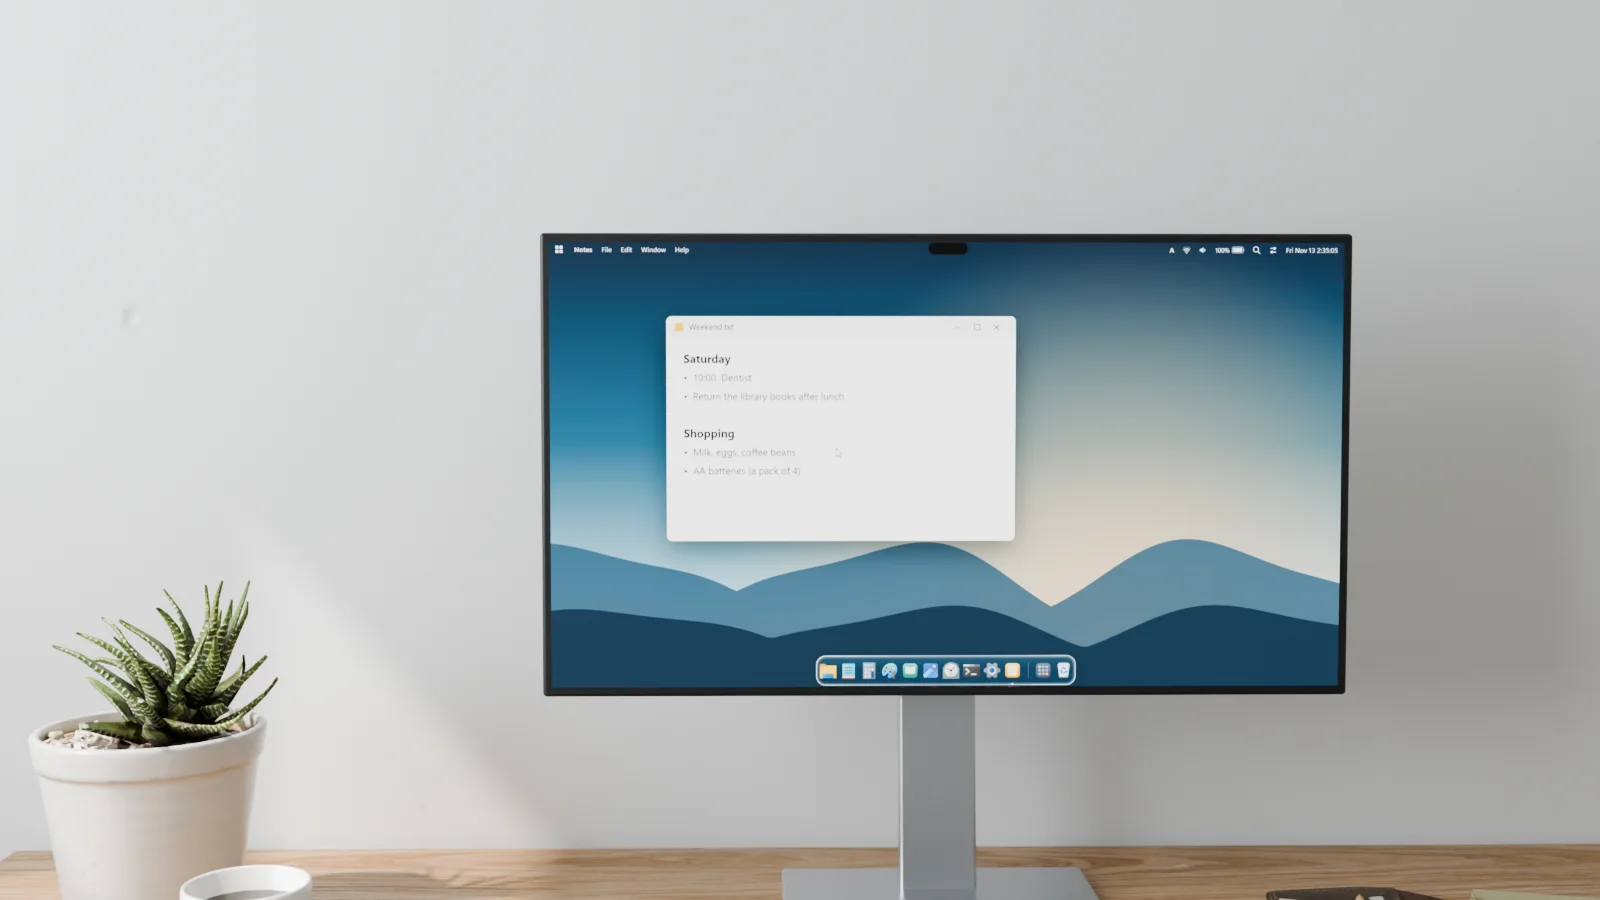 Notes File Edit Window Help
A 100% Fri Nov 13 2:35:05
Weekend.txt
Saturday
• 10:00 Dentist
• Return the library books after lunch
Shopping
• Milk, eggs, coffee beans
• AA batteries (a pack of 4)